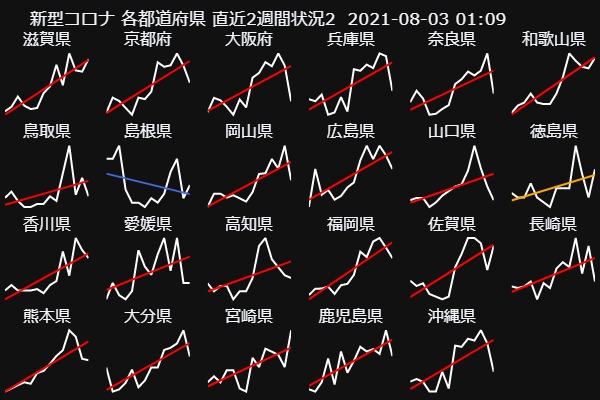 新型コロナ 各都道府県 直近2週間状況2 2021-08-03 01:09
滋賀県 京都府 大阪府 兵庫県 奈良県 和歌山県
鳥取県 島根県 岡山県 広島県 山口県 徳島県
香川県 愛媛県 高知県 福岡県 佐賀県 長崎県
熊本県 大分県 宮崎県 鹿児島県 沖縄県